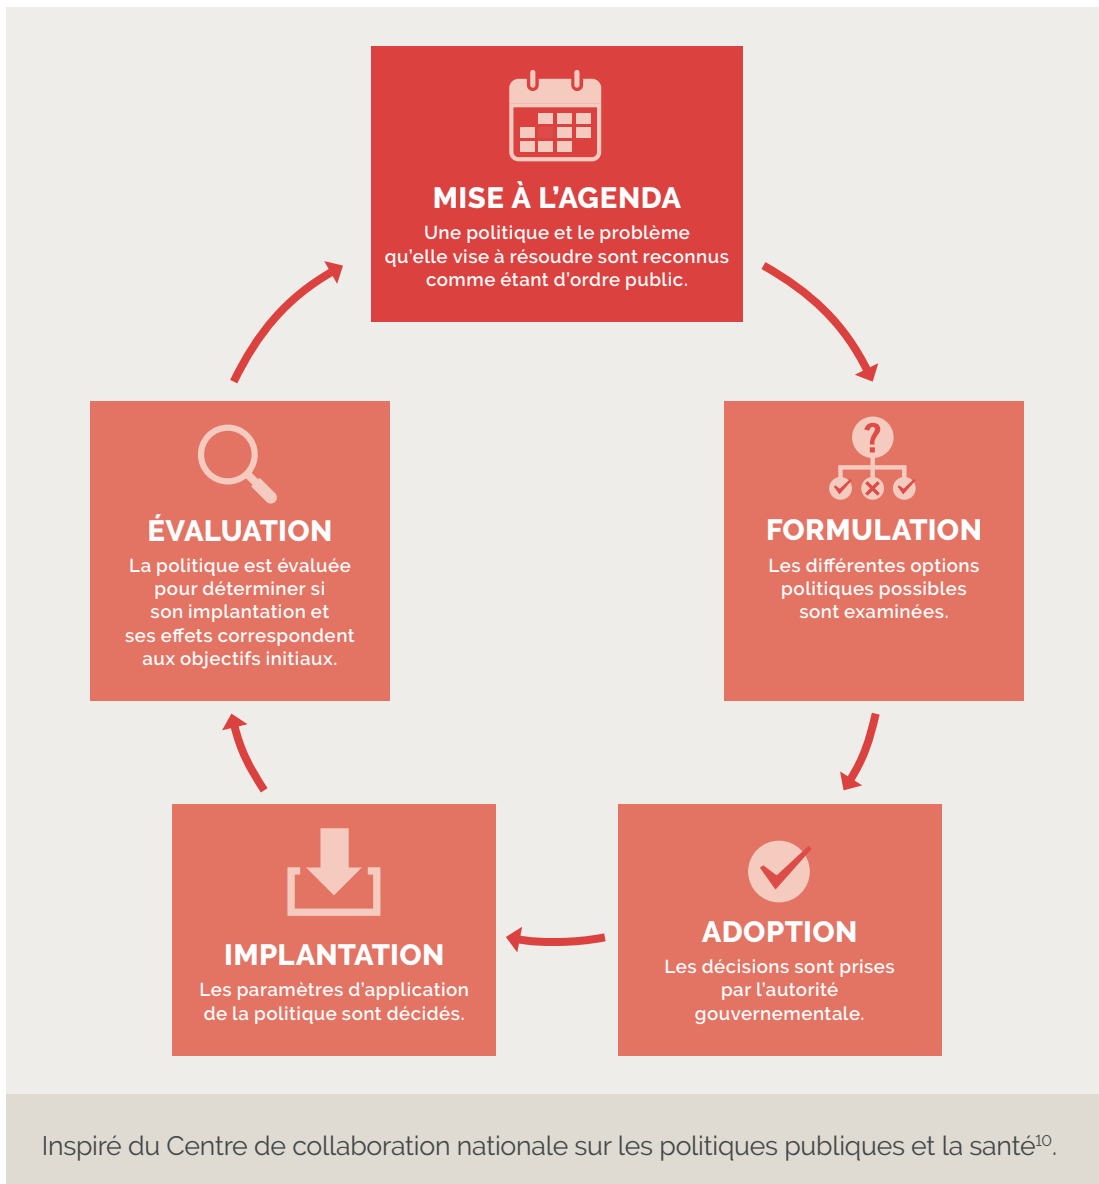 MISE À L’AGENDA
Une politique et le problème
qu’elle vise à résoudre sont reconnus
comme étant d’ordre public.
FORMULATION
Les différentes options
politiques possibles
sont examinées.
ADOPTION
Les décisions sont prises
par l’autorité
gouvernementale.
IMPLANTATION
Les paramètres d’application
de la politique sont décidés.
ÉVALUATION
La politique est évaluée
pour déterminer si
son implantation et
ses effets correspondent
aux objectifs initiaux.
Inspiré du Centre de collaboration nationale sur les politiques publiques et la santé¹⁰.